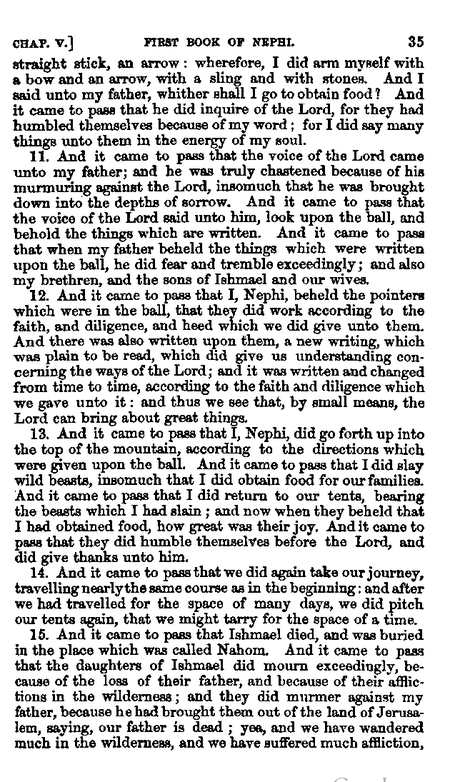 CHAP. V.] FIRST BOOK OF NEPHI. 35
straight stick, an arrow: wherefore, I did arm myself with
a bow and an arrow, with a sling and with stones. And I
said unto my father, whither shall I go to obtain food? And
it came to pass that he did inquire of the Lord, for they had
humbled themselves because of my word; for I did say many
things unto them in the energy of my soul.
11. And it came to pass that the voice of the Lord came
unto my father; and he was truly chastened because of his
murmuring against the Lord, insomuch that he was brought
down into the depths of sorrow. And it came to pass that
the voice of the Lord said unto him, look upon the ball, and
behold the things which are written. And it came to pass
that when my father beheld the things which were written
upon the ball, he did fear and tremble exceedingly; and also
my brethren, and the sons of Ishmael and our wives.
12. And it came to pass that I, Nephi, beheld the pointers
which were in the ball, that they did work according to the
faith, and diligence, and heed which we did give unto them.
And there was also written upon them, a new writing, which
was plain to be read, which did give us understanding con-
cerning the ways of the Lord; and it was written and changed
from time to time, according to the faith and diligence which
we gave unto it: and thus we see that, by small means, the
Lord can bring about great things.
13. And it came to pass that I, Nephi, did go forth up into
the top of the mountain, according to the directions which
were given upon the ball. And it came to pass that I did slay
wild beasts, insomuch that I did obtain food for our families.
And it came to pass that I did return to our tents, bearing
the beasts which I had slain; and now when they beheld that
I had obtained food, how great was their joy. And it came to
pass that they did humble themselves before the Lord, and
did give thanks unto him.
14. And it came to pass that we did again take our journey,
travelling nearly the same course as in the beginning: and after
we had travelled for the space of many days, we did pitch
our tents again, that we might tarry for the space of a time.
15. And it came to pass that Ishmael died, and was buried
in the place which was called Nahom. And it came to pass
that the daughters of Ishmael did mourn exceedingly, be-
cause of the loss of their father, and because of their afflic-
tions in the wilderness; and they did murmer against my
father, because he had brought them out of the land of Jerusa-
lem, saying, our father is dead; yea, and we have wandered
much in the wilderness, and we have suffered much affliction,